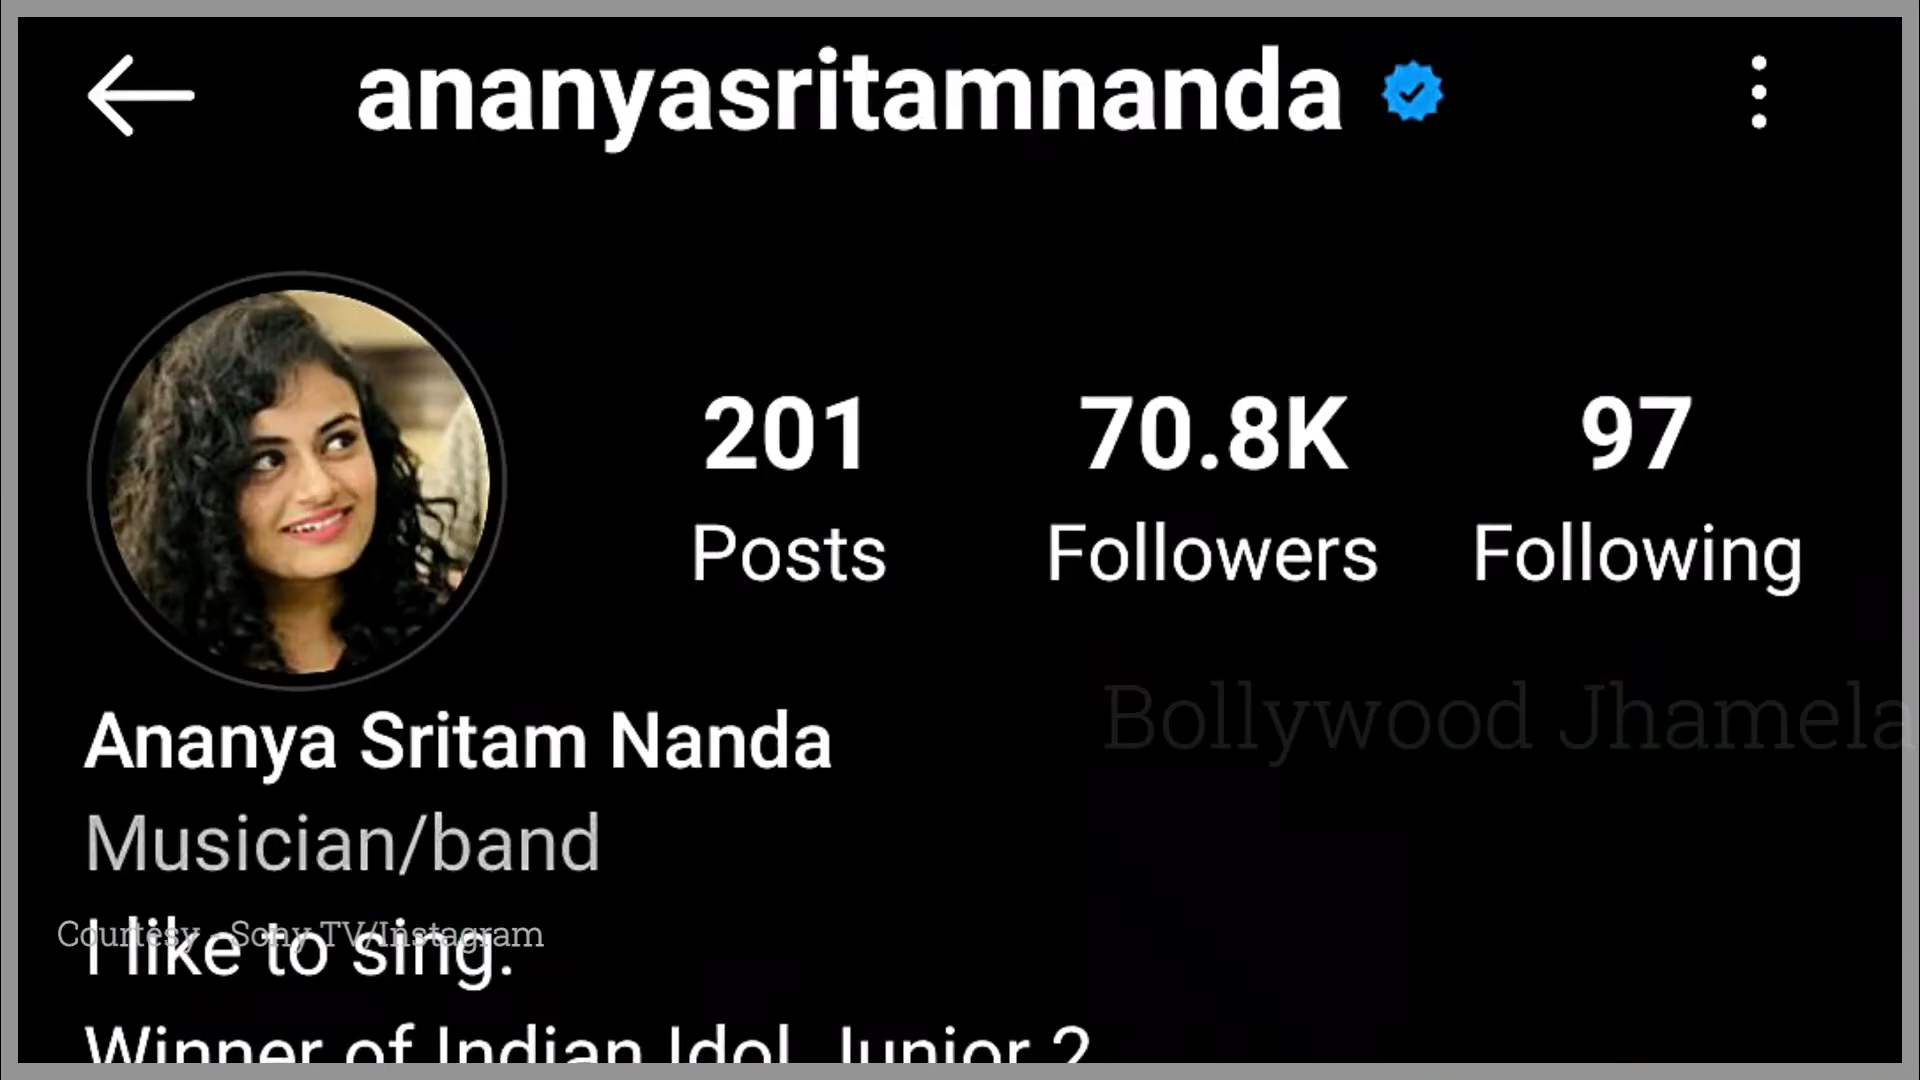 ananyasritamnanda
201 70.8K 97
Posts Followers Following
Bollywood Jhamela
Ananya Sritam Nanda
Musician/band
Courtesy - Sony TV/Instagram
I like to sing.
Winner of Indian Idol Junior 2